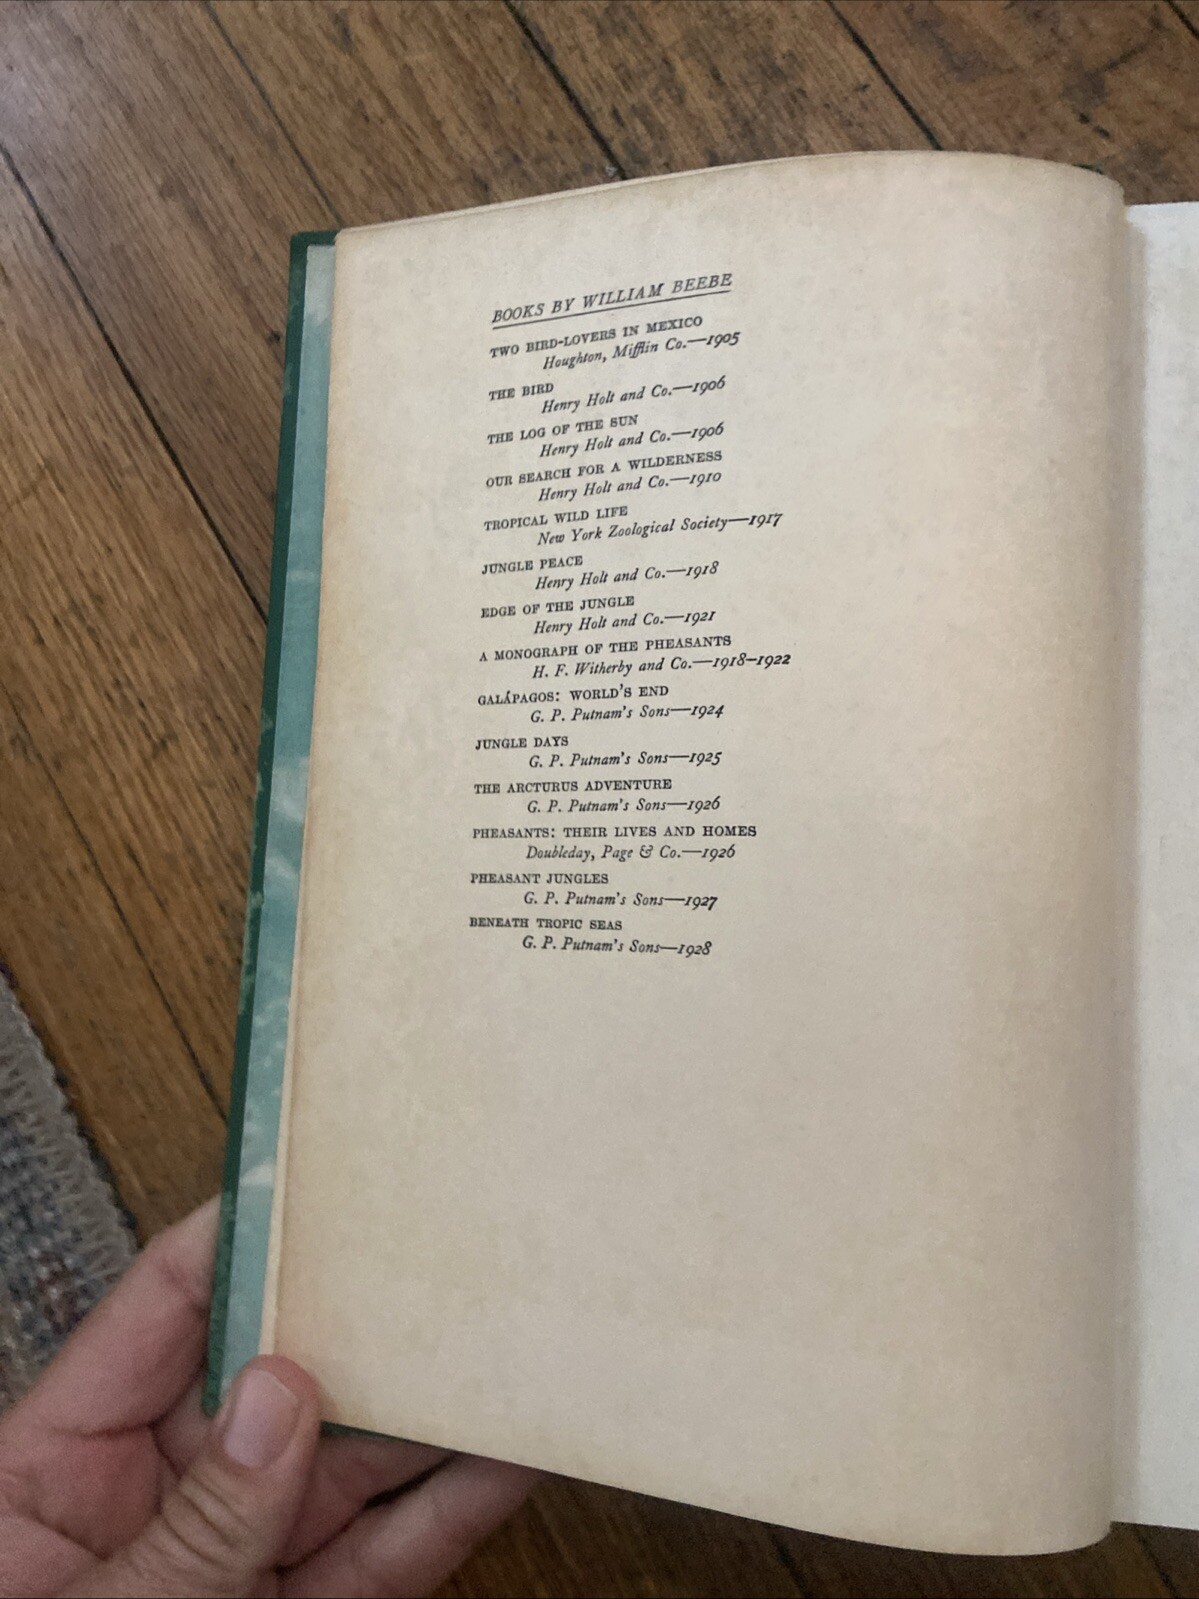 BOOKS BY WILLIAM BEEBE
TWO BIRD-LOVERS IN MEXICO
Houghton, Mifflin Co.—1905
THE BIRD
Henry Holt and Co.—1906
THE LOG OF THE SUN
Henry Holt and Co.—1906
OUR SEARCH FOR A WILDERNESS
Henry Holt and Co.—1910
TROPICAL WILD LIFE
New York Zoological Society—1917
JUNGLE PEACE
Henry Holt and Co.—1918
EDGE OF THE JUNGLE
Henry Holt and Co.—1921
A MONOGRAPH OF THE PHEASANTS
H. F. Witherby and Co.—1918–1922
GALÁPAGOS: WORLD'S END
G. P. Putnam's Sons—1924
JUNGLE DAYS
G. P. Putnam's Sons—1925
THE ARCTURUS ADVENTURE
G. P. Putnam's Sons—1926
PHEASANTS: THEIR LIVES AND HOMES
Doubleday, Page & Co.—1926
PHEASANT JUNGLES
G. P. Putnam's Sons—1927
BENEATH TROPIC SEAS
G. P. Putnam's Sons—1928